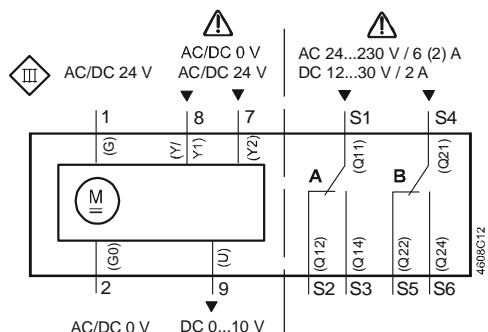 AC/DC 0 V
AC 24...230 V / 6 (2) A
III
AC/DC 24 V
AC/DC 24 V
DC 12...30 V / 2 A
1
8
7
S1
S4
(G)
(Y/
Y1)
(Y2)
(Q11)
(Q21)
A
B
M
(G0)
(U)
(Q12)
(Q14)
(Q22)
(Q24)
4608C12
2
9
S2
S3
S5
S6
AC/DC 0 V
DC 0...10 V